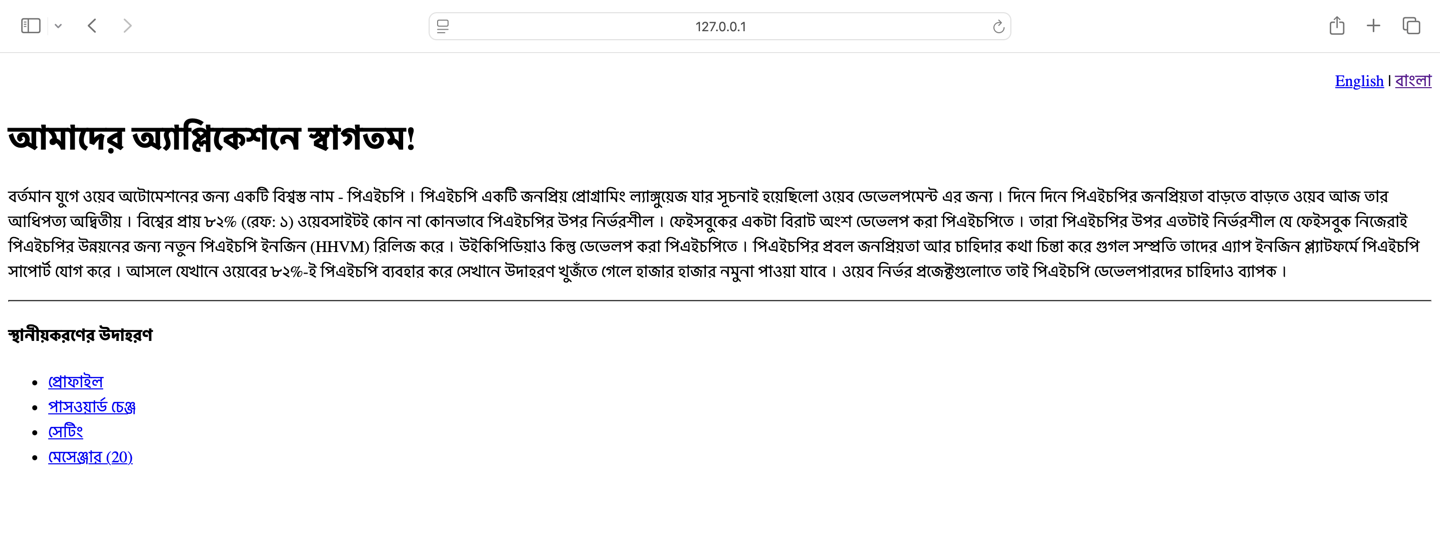 127.0.0.1
English | বাংলা
আমাদের অ্যাপ্লিকেশনে স্বাগতম!
বর্তমান যুগে ওয়েব অটোমেশনের জন্য একটি বিশ্বস্ত নাম - পিএইচপি । পিএইচপি একটি জনপ্রিয় প্রোগ্রামিং ল্যাঙ্গুয়েজ যার সূচনাই হয়েছিলো ওয়েব ডেভেলপমেন্ট এর জন্য । দিনে দিনে পিএইচপির জনপ্রিয়তা বাড়তে বাড়তে ওয়েব আজ তার
আধিপত্য অদ্বিতীয় । বিশ্বের প্রায় ৮২% (রেফ: ১) ওয়েবসাইটই কোন না কোনভাবে পিএইচপির উপর নির্ভরশীল । ফেইসবুকের একটা বিরাট অংশ ডেভেলপ করা পিএইচপিতে । তারা পিএইচপির উপর এতটাই নির্ভরশীল যে ফেইসবুক নিজেরাই
পিএইচপির উন্নয়নের জন্য নতুন পিএইচপি ইনজিন (HHVM) রিলিজ করে । উইকিপিডিয়াও কিন্তু ডেভেলপ করা পিএইচপিতে । পিএইচপির প্রবল জনপ্রিয়তা আর চাহিদার কথা চিন্তা করে গুগল সম্প্রতি তাদের এ্যাপ ইনজিন প্ল্যাটফর্মে পিএইচপি
সাপোর্ট যোগ করে । আসলে যেখানে ওয়েবের ৮২%-ই পিএইচপি ব্যবহার করে সেখানে উদাহরণ খুজঁতে গেলে হাজার হাজার নমুনা পাওয়া যাবে । ওয়েব নির্ভর প্রজেক্টগুলোতে তাই পিএইচপি ডেভেলপারদের চাহিদাও ব্যাপক ।
স্থানীয়করণের উদাহরণ
প্রোফাইল
পাসওয়ার্ড চেঞ্জ
সেটিং
মেসেঞ্জার (20)